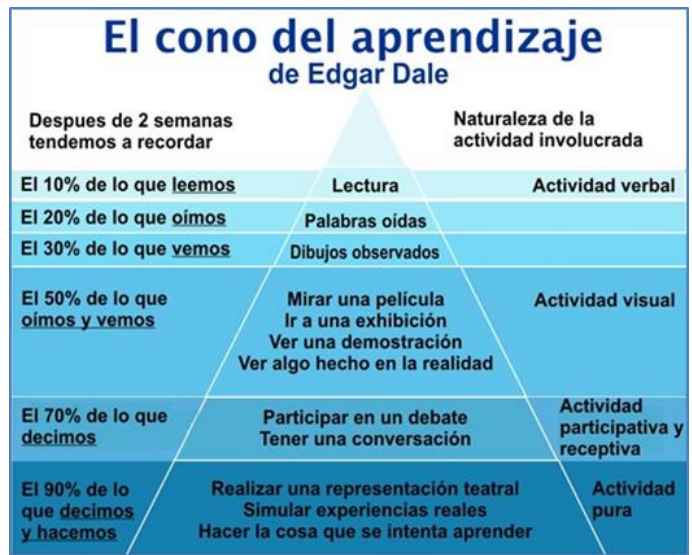 El cono del aprendizaje
de Edgar Dale
Despues de 2 semanas
tendemos a recordar
Naturaleza de la
actividad involucrada
El 10% de lo que leemos
Lectura
Actividad verbal
El 20% de lo que oímos
Palabras oídas
El 30% de lo que vemos
Dibujos observados
El 50% de lo que
oímos y vemos
Mirar una película
Ir a una exhibición
Ver una demostración
Ver algo hecho en la realidad
Actividad visual
El 70% de lo que
decimos
Participar en un debate
Tener una conversación
Actividad
participativa y
receptiva
El 90% de lo
que decimos
y hacemos
Realizar una representación teatral
Simular experiencias reales
Hacer la cosa que se intenta aprender
Actividad
pura